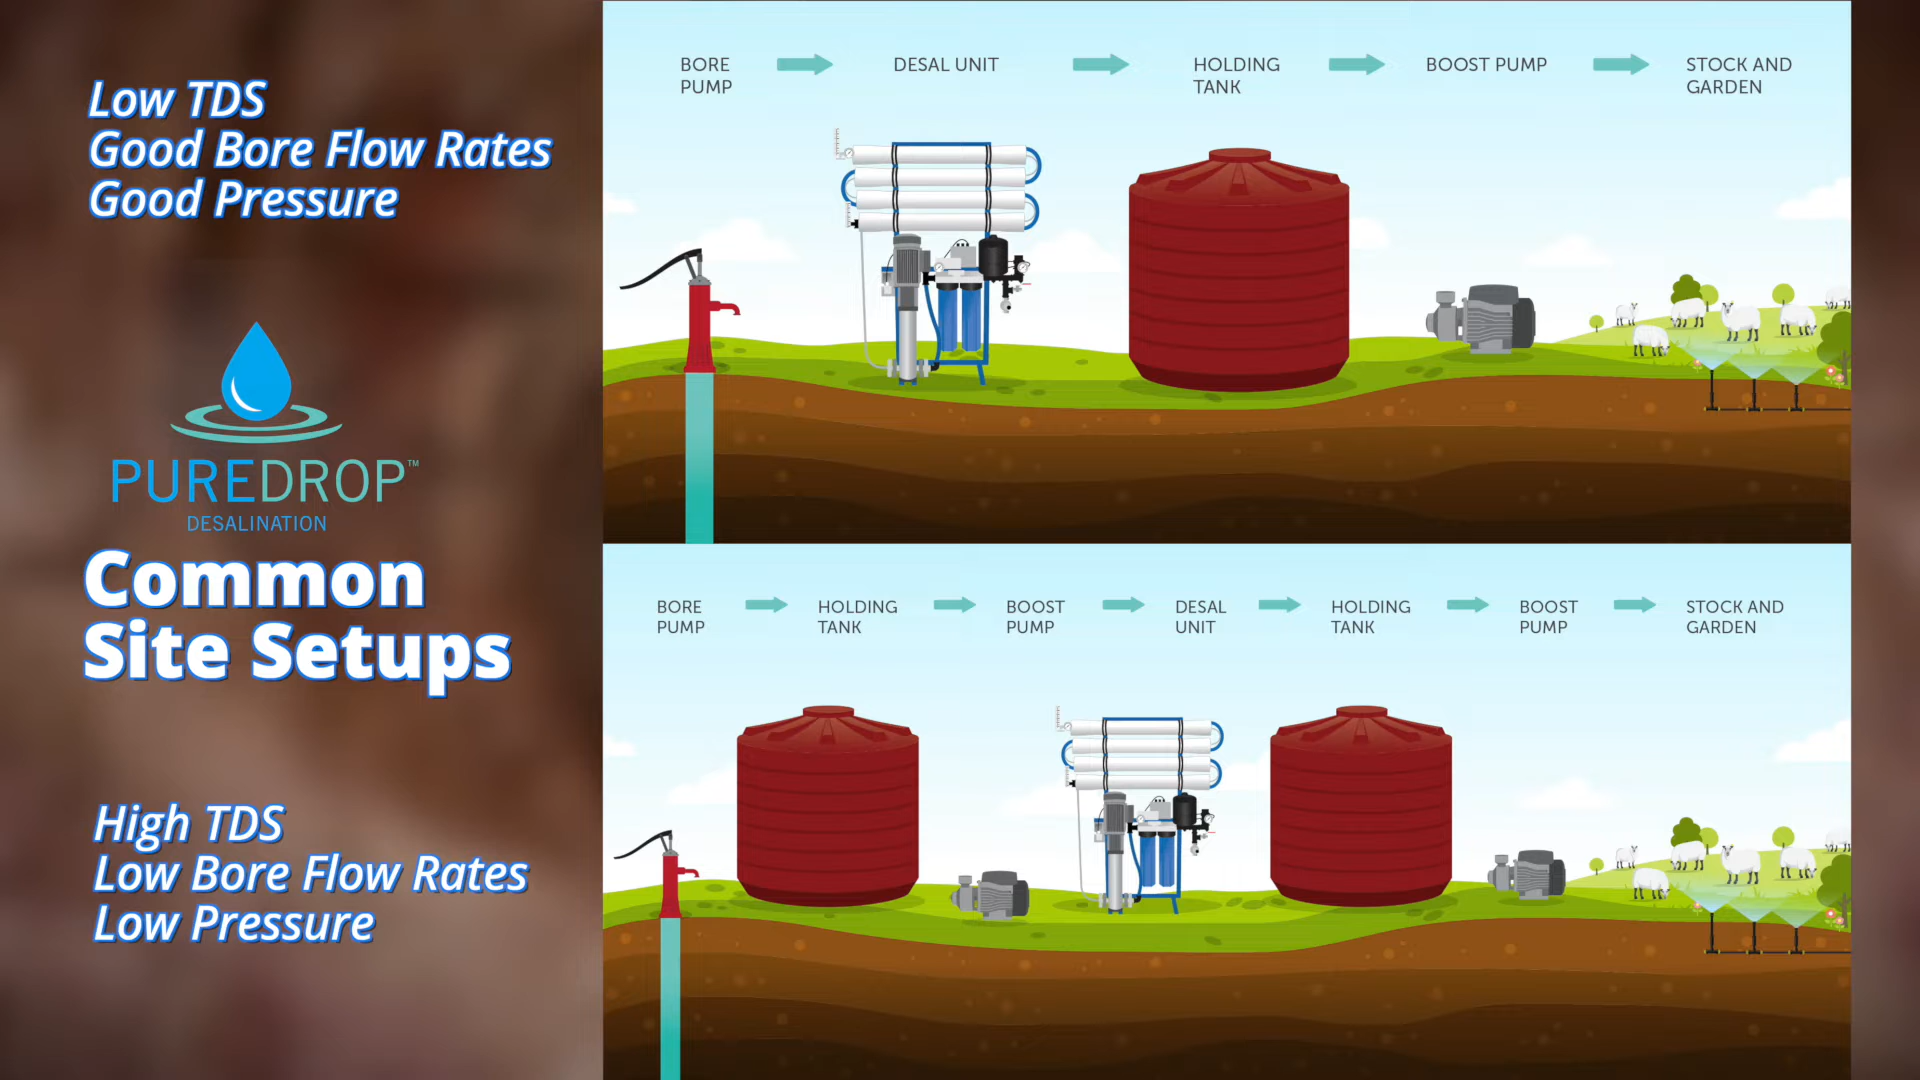 Low TDS
Good Bore Flow Rates
Good Pressure
PUREDROP™
DESALINATION
Common
Site Setups
High TDS
Low Bore Flow Rates
Low Pressure
BORE
PUMP
DESAL UNIT
HOLDING
TANK
BOOST PUMP
STOCK AND
GARDEN
BORE
PUMP
HOLDING
TANK
BOOST
PUMP
DESAL
UNIT
HOLDING
TANK
BOOST
PUMP
STOCK AND
GARDEN